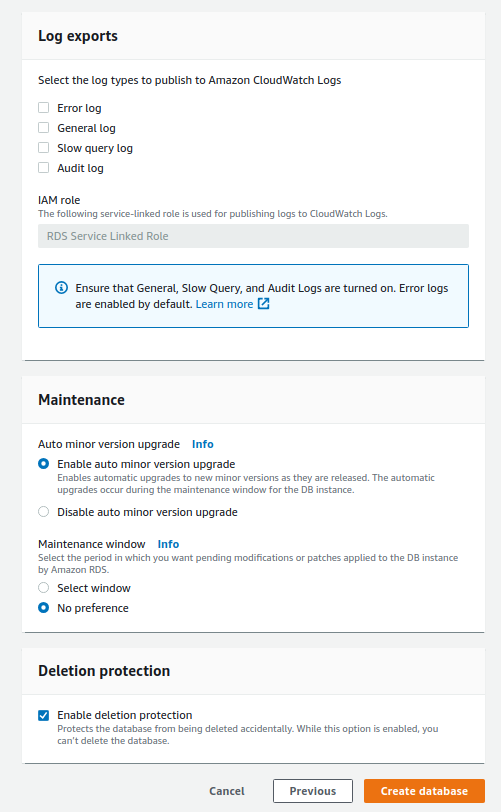 Log exports
Select the log types to publish to Amazon CloudWatch Logs
Error log
General log
Slow query log
Audit log
IAM role
The following service-linked role is used for publishing logs to CloudWatch Logs.
RDS Service Linked Role
Ensure that General, Slow Query, and Audit Logs are turned on. Error logs
are enabled by default. Learn more
Maintenance
Auto minor version upgrade Info
Enable auto minor version upgrade
Enables automatic upgrades to new minor versions as they are released. The automatic
upgrades occur during the maintenance window for the DB instance.
Disable auto minor version upgrade
Maintenance window Info
Select the period in which you want pending modifications or patches applied to the DB instance
by Amazon RDS.
Select window
No preference
Deletion protection
Enable deletion protection
Protects the database from being deleted accidentally. While this option is enabled, you
can't delete the database.
Cancel Previous Create database